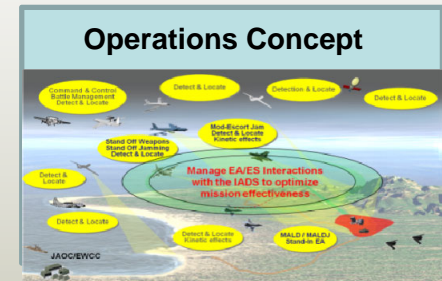 Operations Concept
Command & Control
Battle Management
Detect & Locate
Detect & Locate
Detection & Locate
Detect & Locate
Mod-Escort Jam
Detect & Locate
Kinetic effects
Stand Off Weapons
Stand Off Jamming
Detect & Locate
Detect &
Locate
Manage EA/ES Interactions
with the IADS to optimize
mission effectiveness
Detect & Locate
Detect & Locate
Kinetic effects
MALD / MALDJ
Stand-in EA
JAOC/EWCC